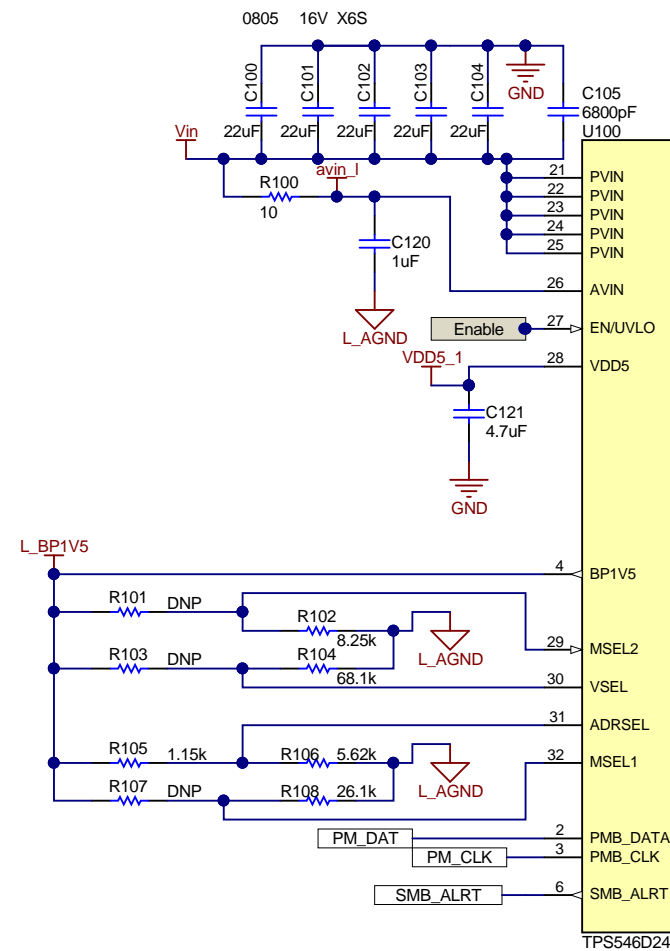 0805 16V X6S
C100
C101
C102
C103
C104
GND
C105
6800pF
22uF
22uF
22uF
22uF
22uF
U100
Vin
avin_l
R100
10
C120
1uF
L_AGND
21 PVIN
22 PVIN
23 PVIN
24 PVIN
25 PVIN
26 AVIN
Enable
27 EN/UVLO
VDD5_1
28 VDD5
C121
4.7uF
GND
L_BP1V5
4 BP1V5
R101 DNP
R102
8.25k
L_AGND
29 MSEL2
R103 DNP
R104
68.1k
30 VSEL
31 ADRSEL
R105 1.15k
R106 5.62k
32 MSEL1
R107 DNP
R108 26.1k
L_AGND
PM_DAT
2 PMB_DATA
PM_CLK
3 PMB_CLK
SMB_ALRT
6 SMB_ALRT
TPS546D24